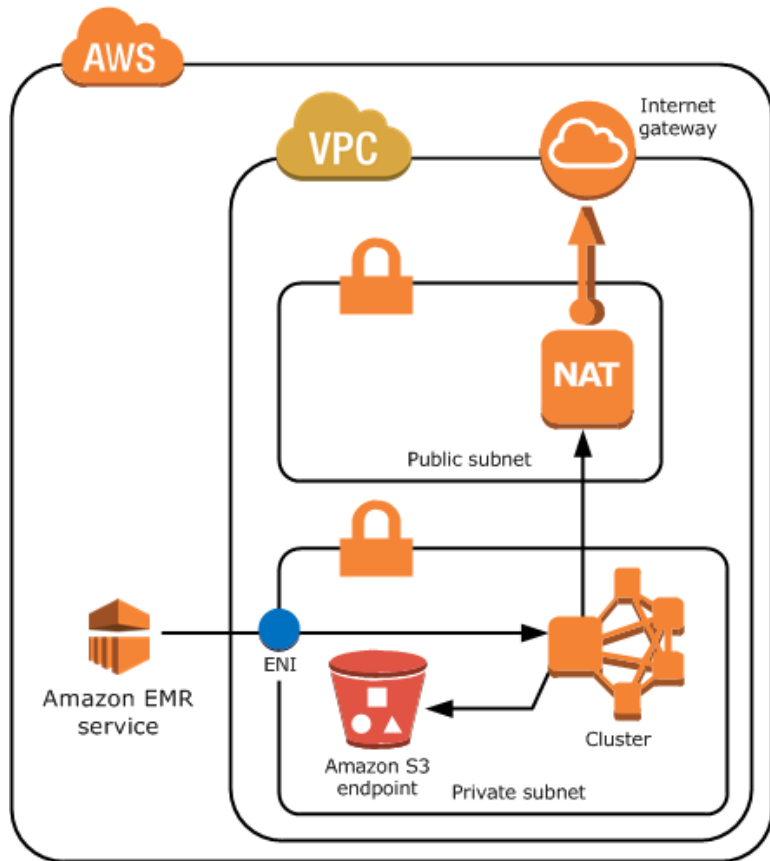 AWS
Internet
gateway
VPC
NAT
Public subnet
ENI
Amazon EMR
service
Cluster
Amazon S3
endpoint
Private subnet